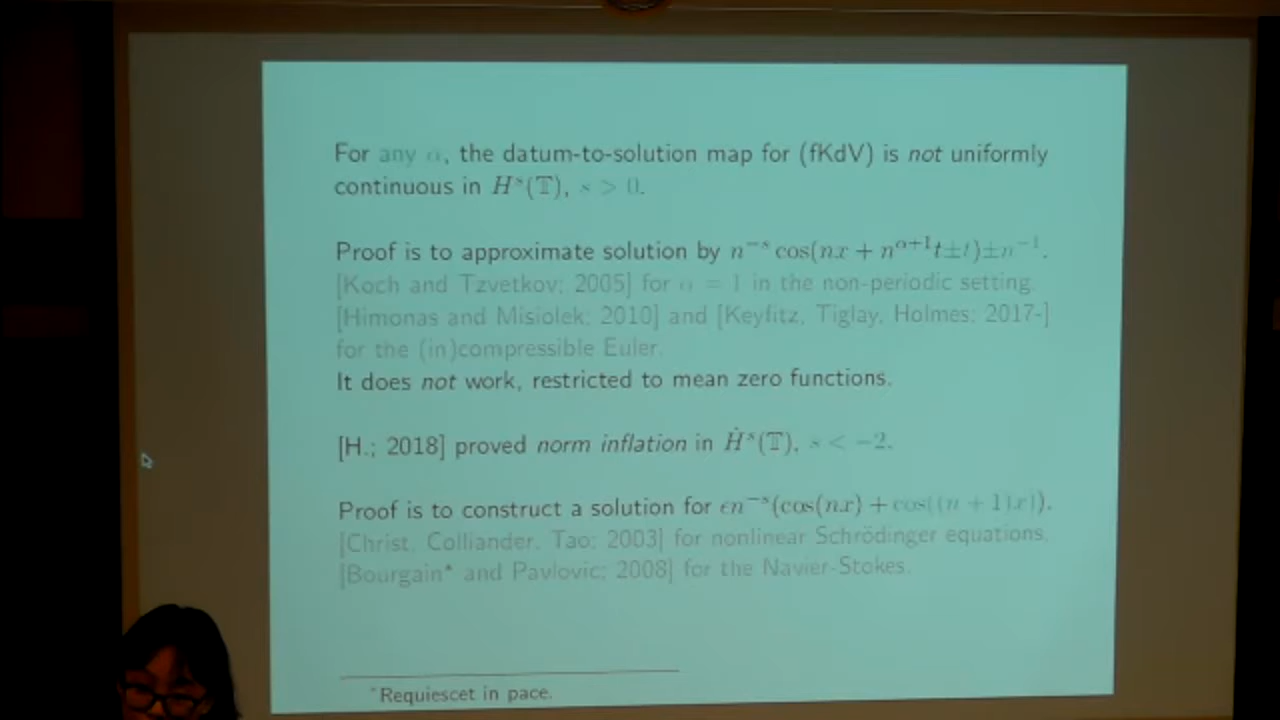 For any α, the datum-to-solution map for (fKdV) is not uniformly
continuous in Hˢ(𝕋), s > 0.
Proof is to approximate solution by n⁻ˢ cos(nx + n^{α+1}t±t)±n⁻¹.
[Koch and Tzvetkov; 2005] for α = 1 in the non-periodic setting
[Himonas and Misiolek; 2010] and [Keyfitz, Tiglay, Holmes; 2017-]
for the (in)compressible Euler.
It does not work, restricted to mean zero functions.
[H.; 2018] proved norm inflation in Ḣˢ(𝕋), s < −2.
Proof is to construct a solution for ϵn⁻ˢ(cos(nx) + cos((n + 1)x)).
[Christ, Colliander, Tao; 2003] for nonlinear Schrödinger equations.
[Bourgain* and Pavlovic; 2008] for the Navier-Stokes.
*Requiescet in pace.